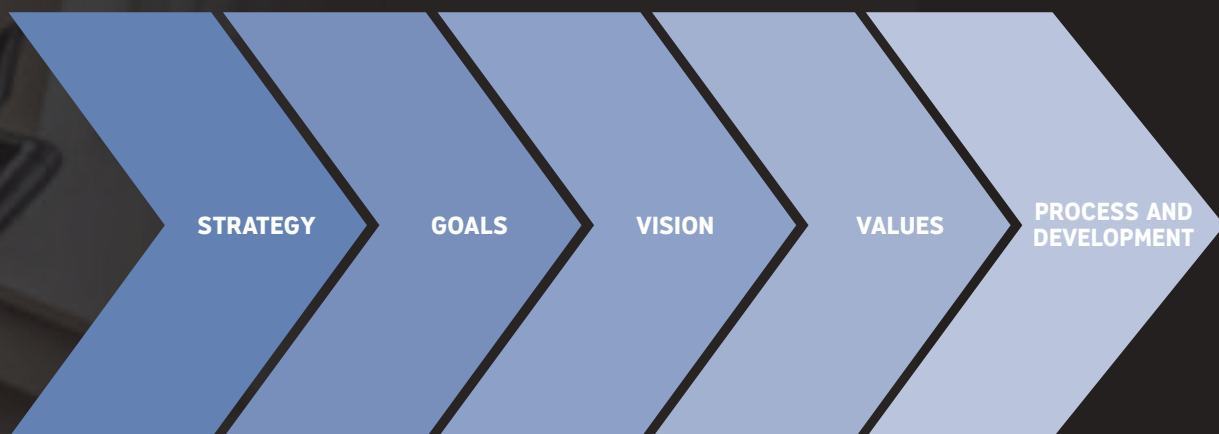 STRATEGY
GOALS
VISION
VALUES
PROCESS AND
DEVELOPMENT